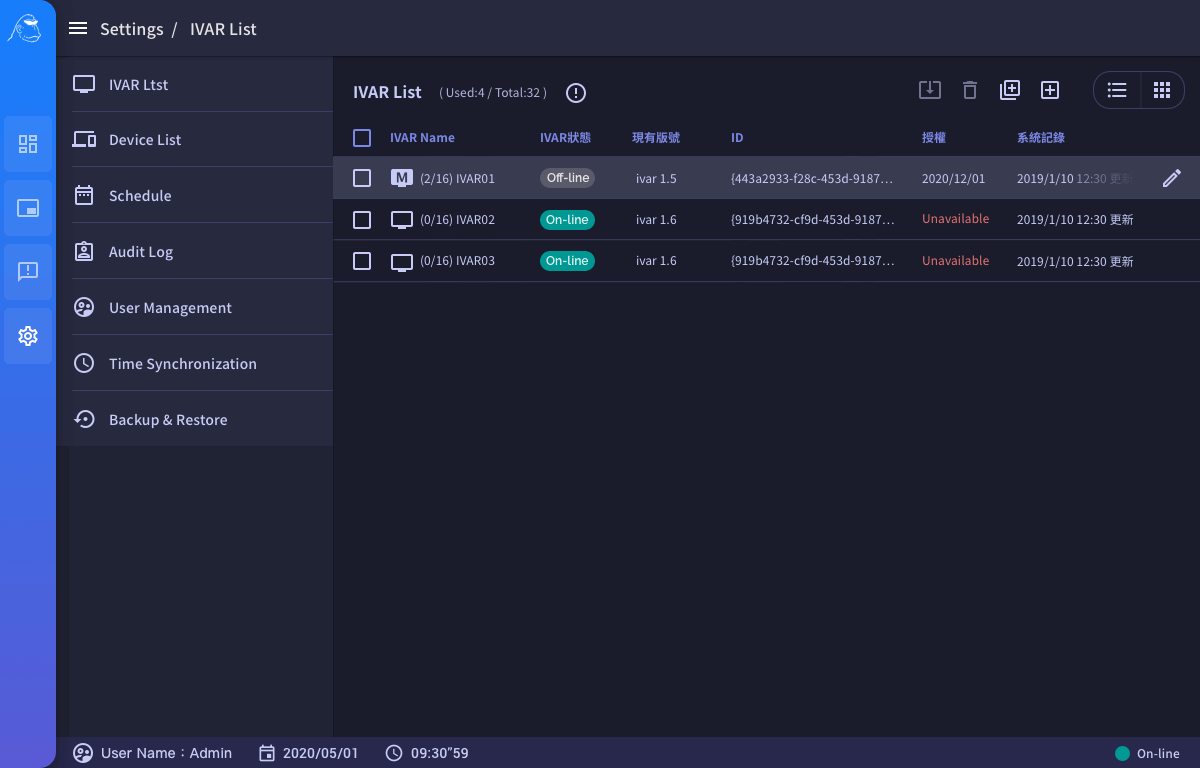 Settings / IVAR List
IVAR Ltst
Device List
Schedule
Audit Log
User Management
Time Synchronization
Backup & Restore
IVAR List ( Used:4 / Total:32 )
IVAR Name IVAR狀態 現有版號 ID 授權 系統記錄
M (2/16) IVAR01 Off-line ivar 1.5 {443a2933-f28c-453d-9187… 2020/12/01 2019/1/10 12:30 更新
(0/16) IVAR02 On-line ivar 1.6 {919b4732-cf9d-453d-9187… Unavailable 2019/1/10 12:30 更新
(0/16) IVAR03 On-line ivar 1.6 {919b4732-cf9d-453d-9187… Unavailable 2019/1/10 12:30 更新
User Name：Admin 2020/05/01 09:30”59 On-line